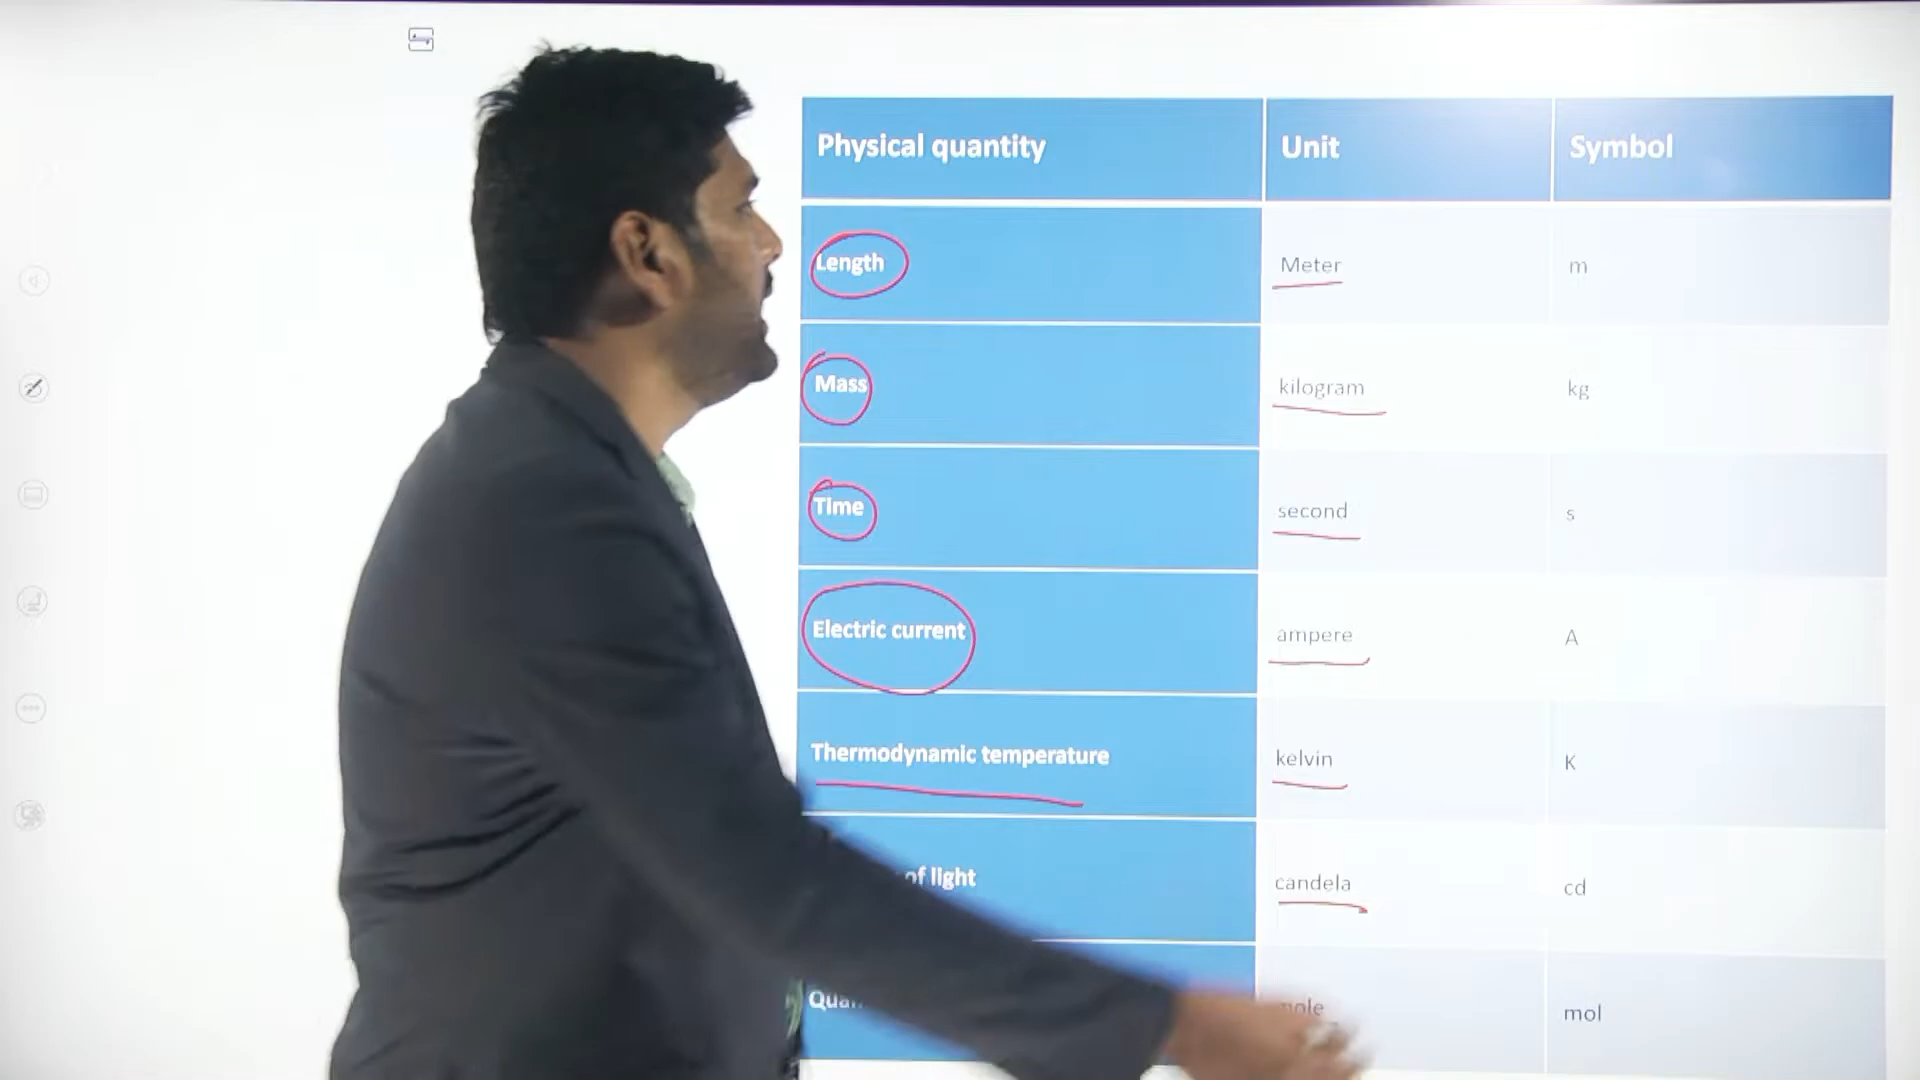 Physical quantity Unit Symbol
Length Meter m
Mass kilogram kg
Time second s
Electric current ampere A
Thermodynamic temperature kelvin K
of light candela cd
mol